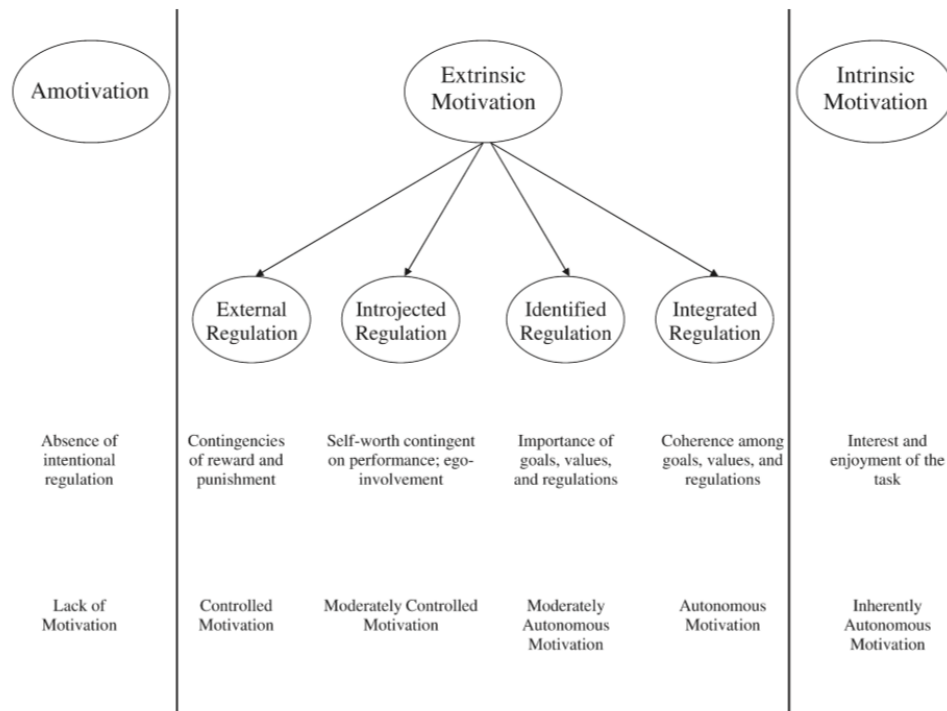 Amotivation
Extrinsic
Motivation
Intrinsic
Motivation
External
Regulation
Introjected
Regulation
Identified
Regulation
Integrated
Regulation
Absence of
intentional
regulation
Contingencies
of reward and
punishment
Self-worth contingent
on performance; ego-
involvement
Importance of
goals, values,
and regulations
Coherence among
goals, values, and
regulations
Interest and
enjoyment of the
task
Lack of
Motivation
Controlled
Motivation
Moderately Controlled
Motivation
Moderately
Autonomous
Motivation
Autonomous
Motivation
Inherently
Autonomous
Motivation